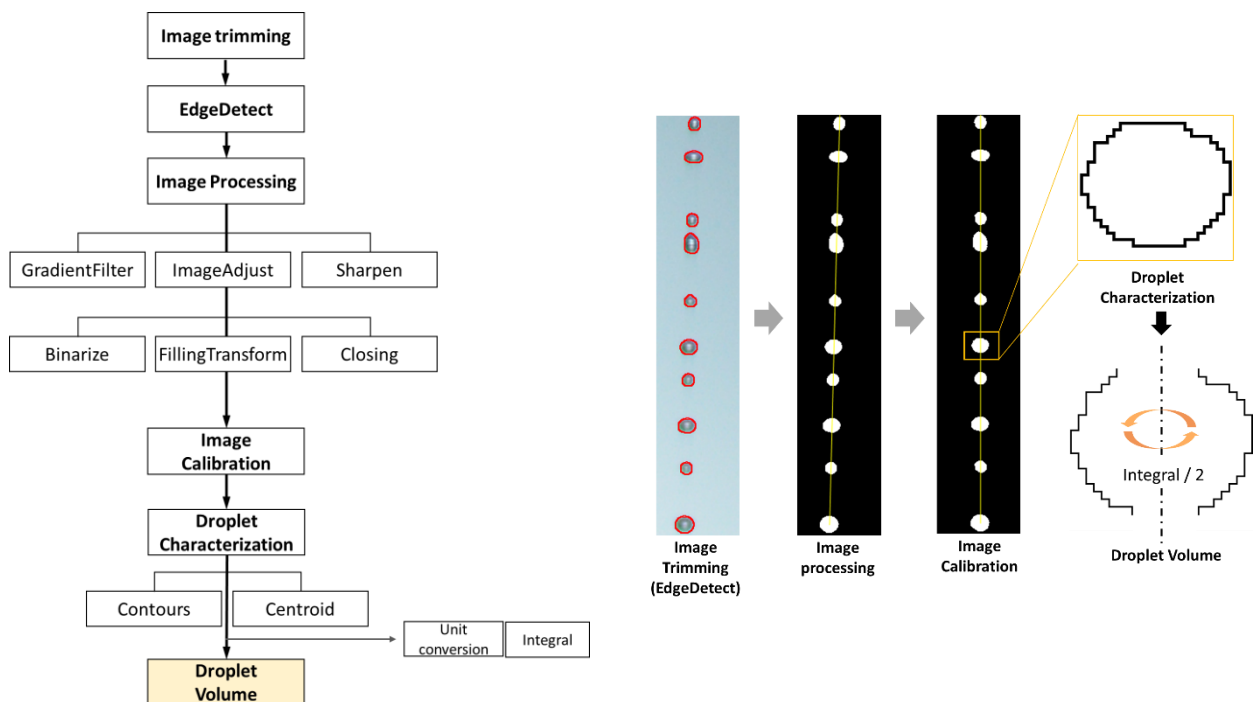 Image trimming
EdgeDetect
Image Processing
GradientFilter
ImageAdjust
Sharpen
Binarize
FillingTransform
Closing
Image
Calibration
Droplet
Characterization
Contours
Centroid
Unit
conversion
Integral
Droplet
Volume
Image
Trimming
(EdgeDetect)
Image
processing
Image
Calibration
Droplet
Characterization
Integral / 2
Droplet Volume